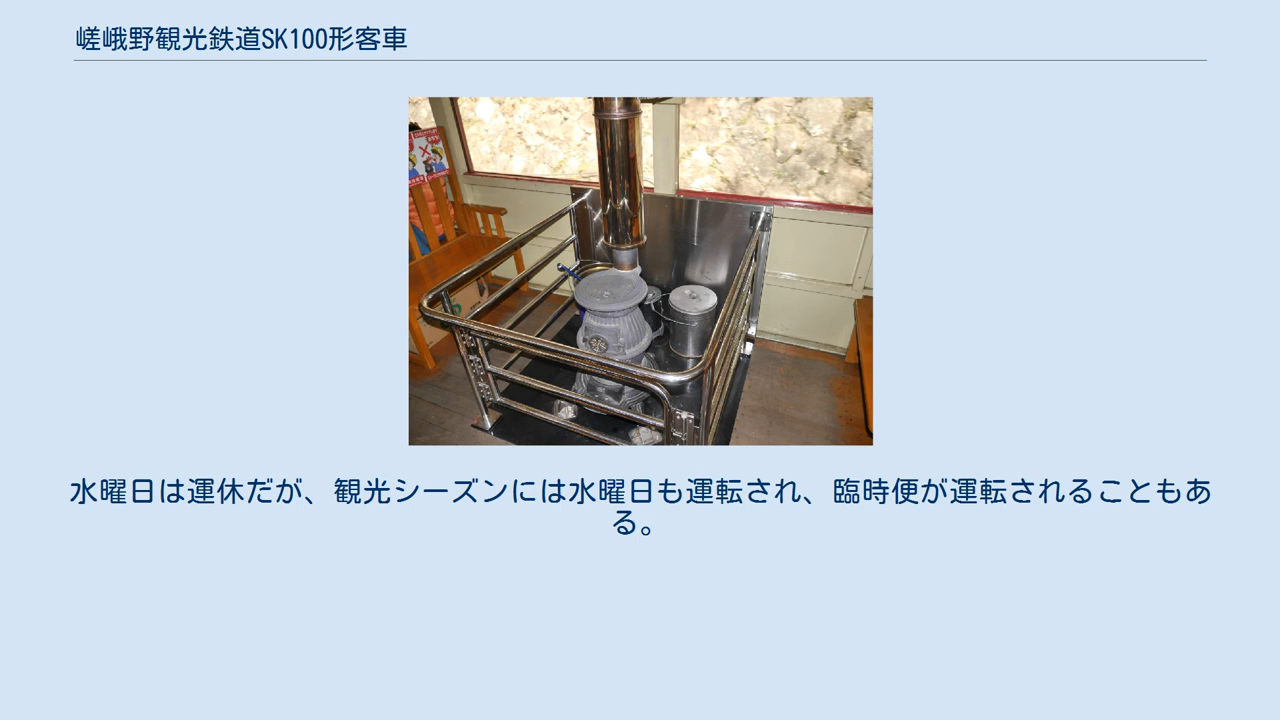 嵯峨野観光鉄道SK100形客車
水曜日は運休だが、観光シーズンには水曜日も運転され、臨時便が運転されることもあ
る。